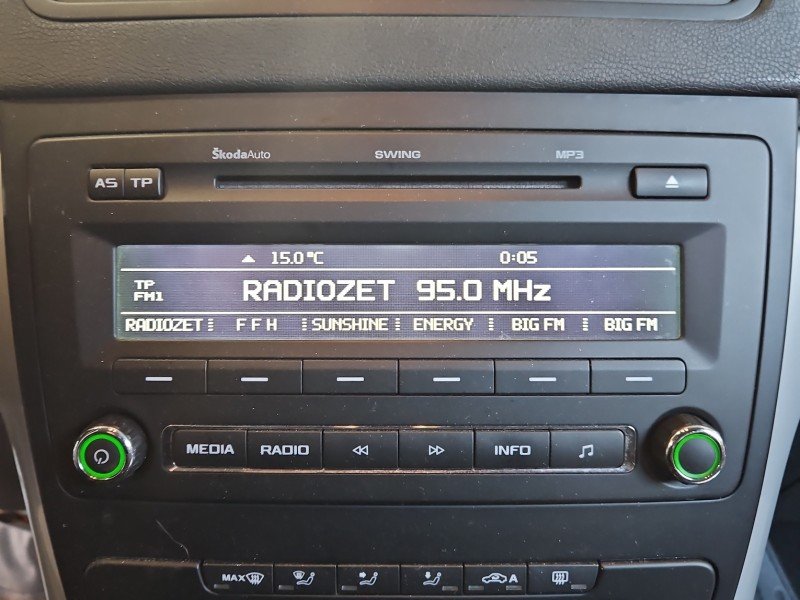 ŠkodaAuto SWING MP3
AS TP
15.0°C 0:05
TP
FM1 RADIOZET 95.0 MHz
RADIOZET FFH SUNSHINE ENERGY BIG FM BIG FM
MEDIA RADIO INFO
MAX A